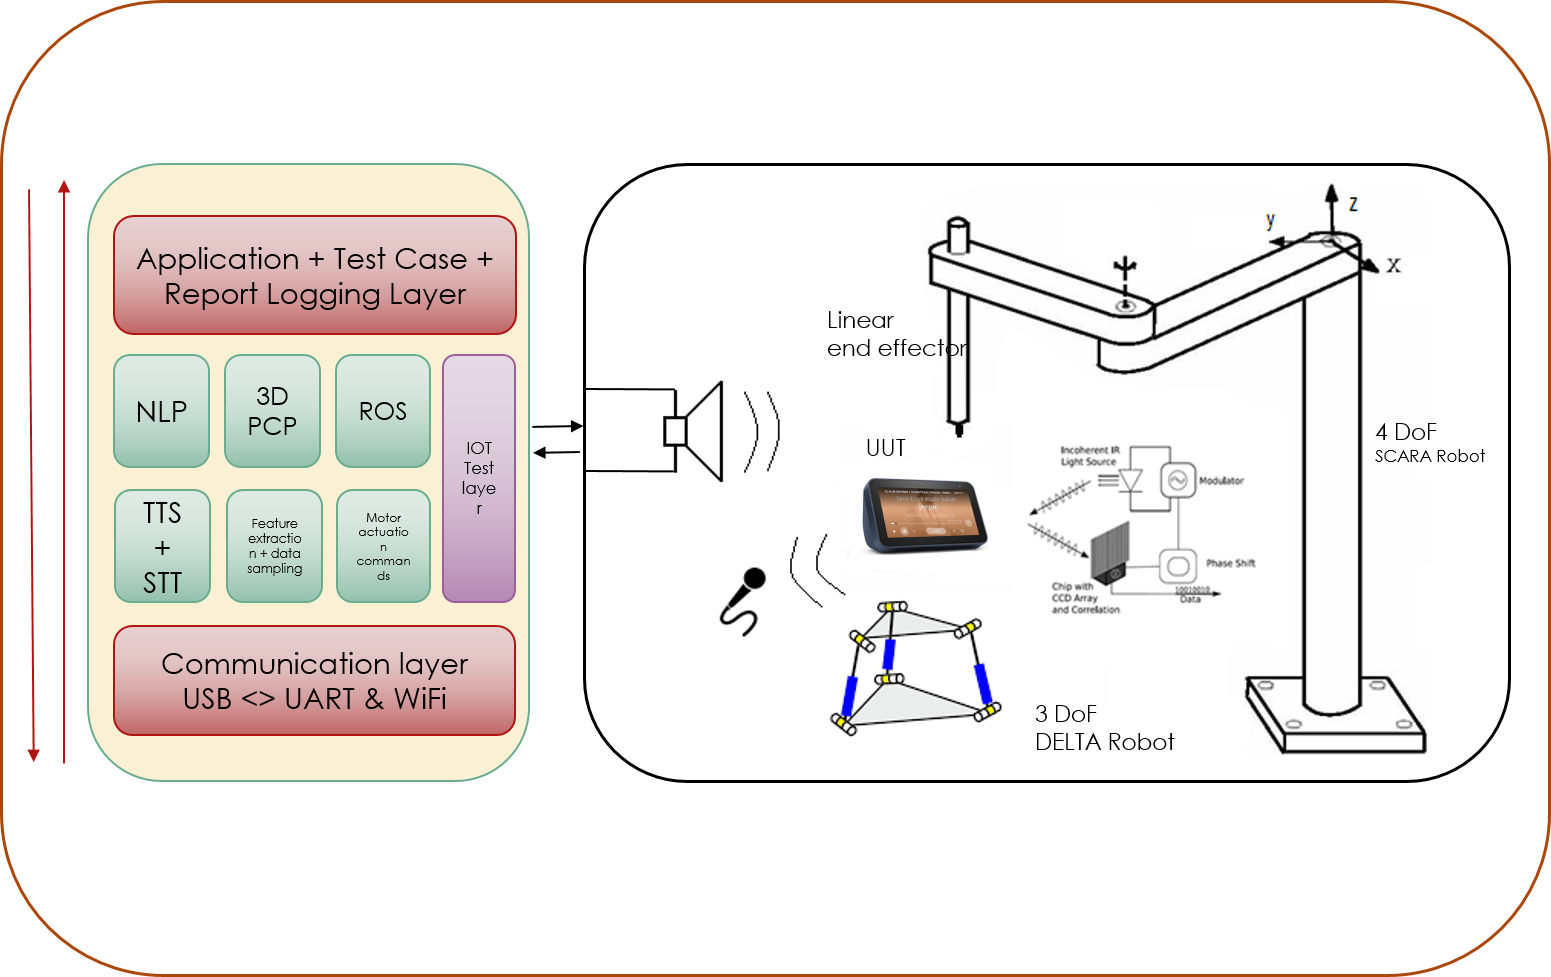 Application + Test Case +
Report Logging Layer
NLP
3D
PCP
ROS
IOT
Test
laye
r
TTS
+
STT
Feature
extractio
n + data
sampling
Motor
actuatio
n
comman
ds
Communication layer
USB <> UART & WiFi
z
y
x
Linear
end effector
4 DoF
SCARA Robot
UUT
Incoherent IR
Light Source
Modulator
Phase Shift
Chip with
CCD Array
and Correlation
10010010
Data
3 DoF
DELTA Robot